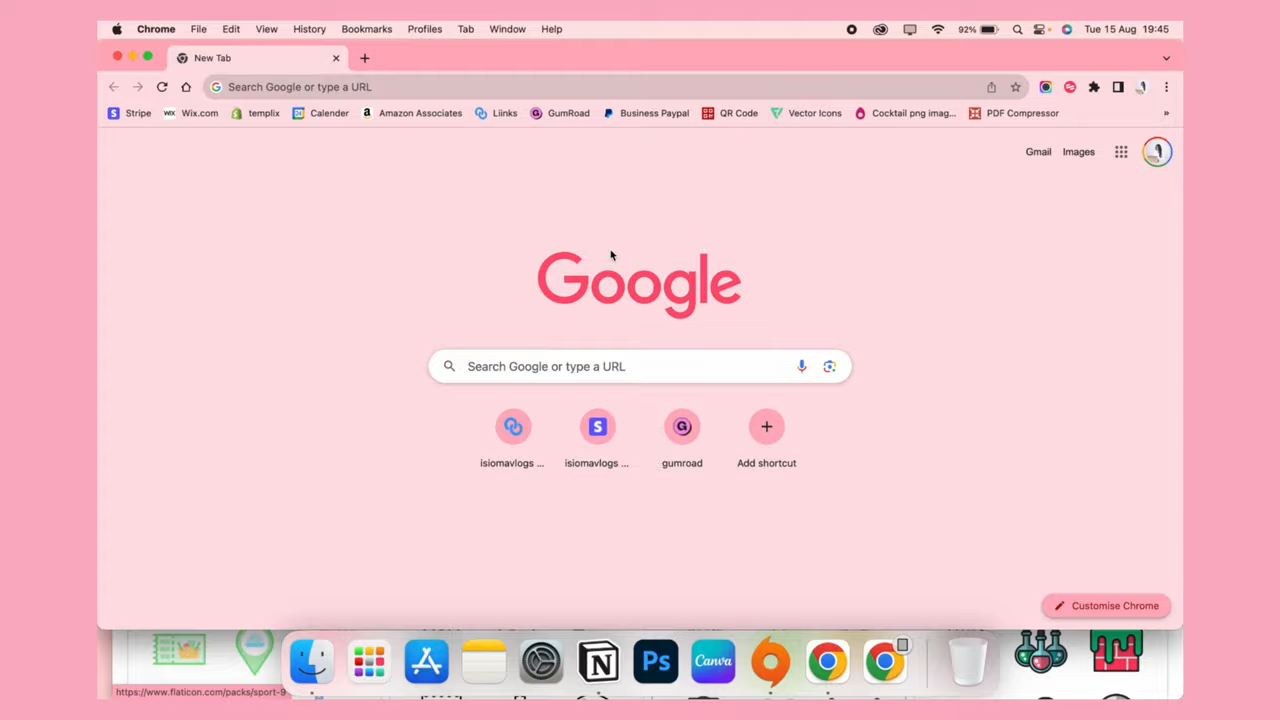 Chrome File Edit View History Bookmarks Profiles Tab Window Help 92% Tue 15 Aug 19:45
New Tab
Search Google or type a URL
Stripe WiX Wix.com templix Calender a Amazon Associates Liinks GumRoad Business Paypal QR Code Vector Icons Cocktail png imag... PDF Compressor »
Gmail Images
Google
Search Google or type a URL
S G
isiomavlogs ... isiomavlogs ... gumroad Add shortcut
Customise Chrome
N Ps Canva
https://www.flaticon.com/packs/sport-9